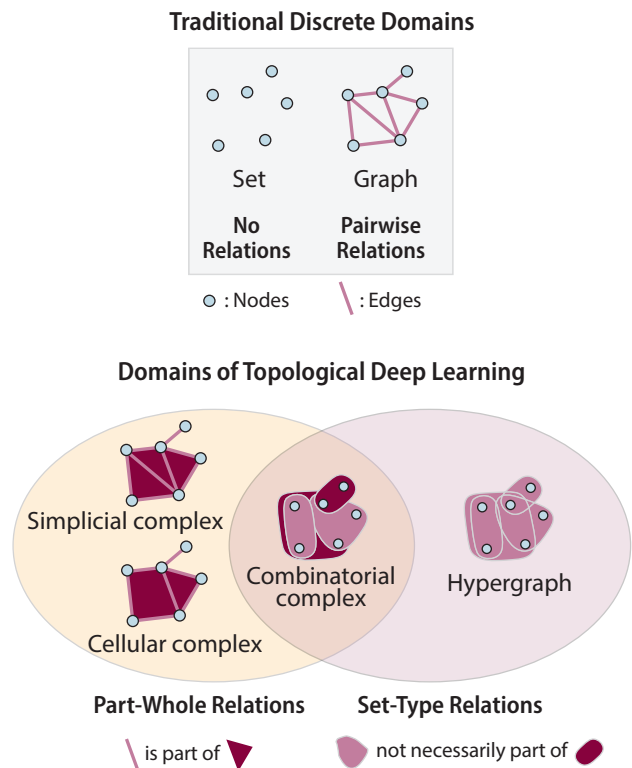 Traditional Discrete Domains
Set
Graph
No
Relations
Pairwise
Relations
: Nodes
: Edges
Domains of Topological Deep Learning
Simplicial complex
Cellular complex
Combinatorial
complex
Hypergraph
Part-Whole Relations
Set-Type Relations
is part of
not necessarily part of